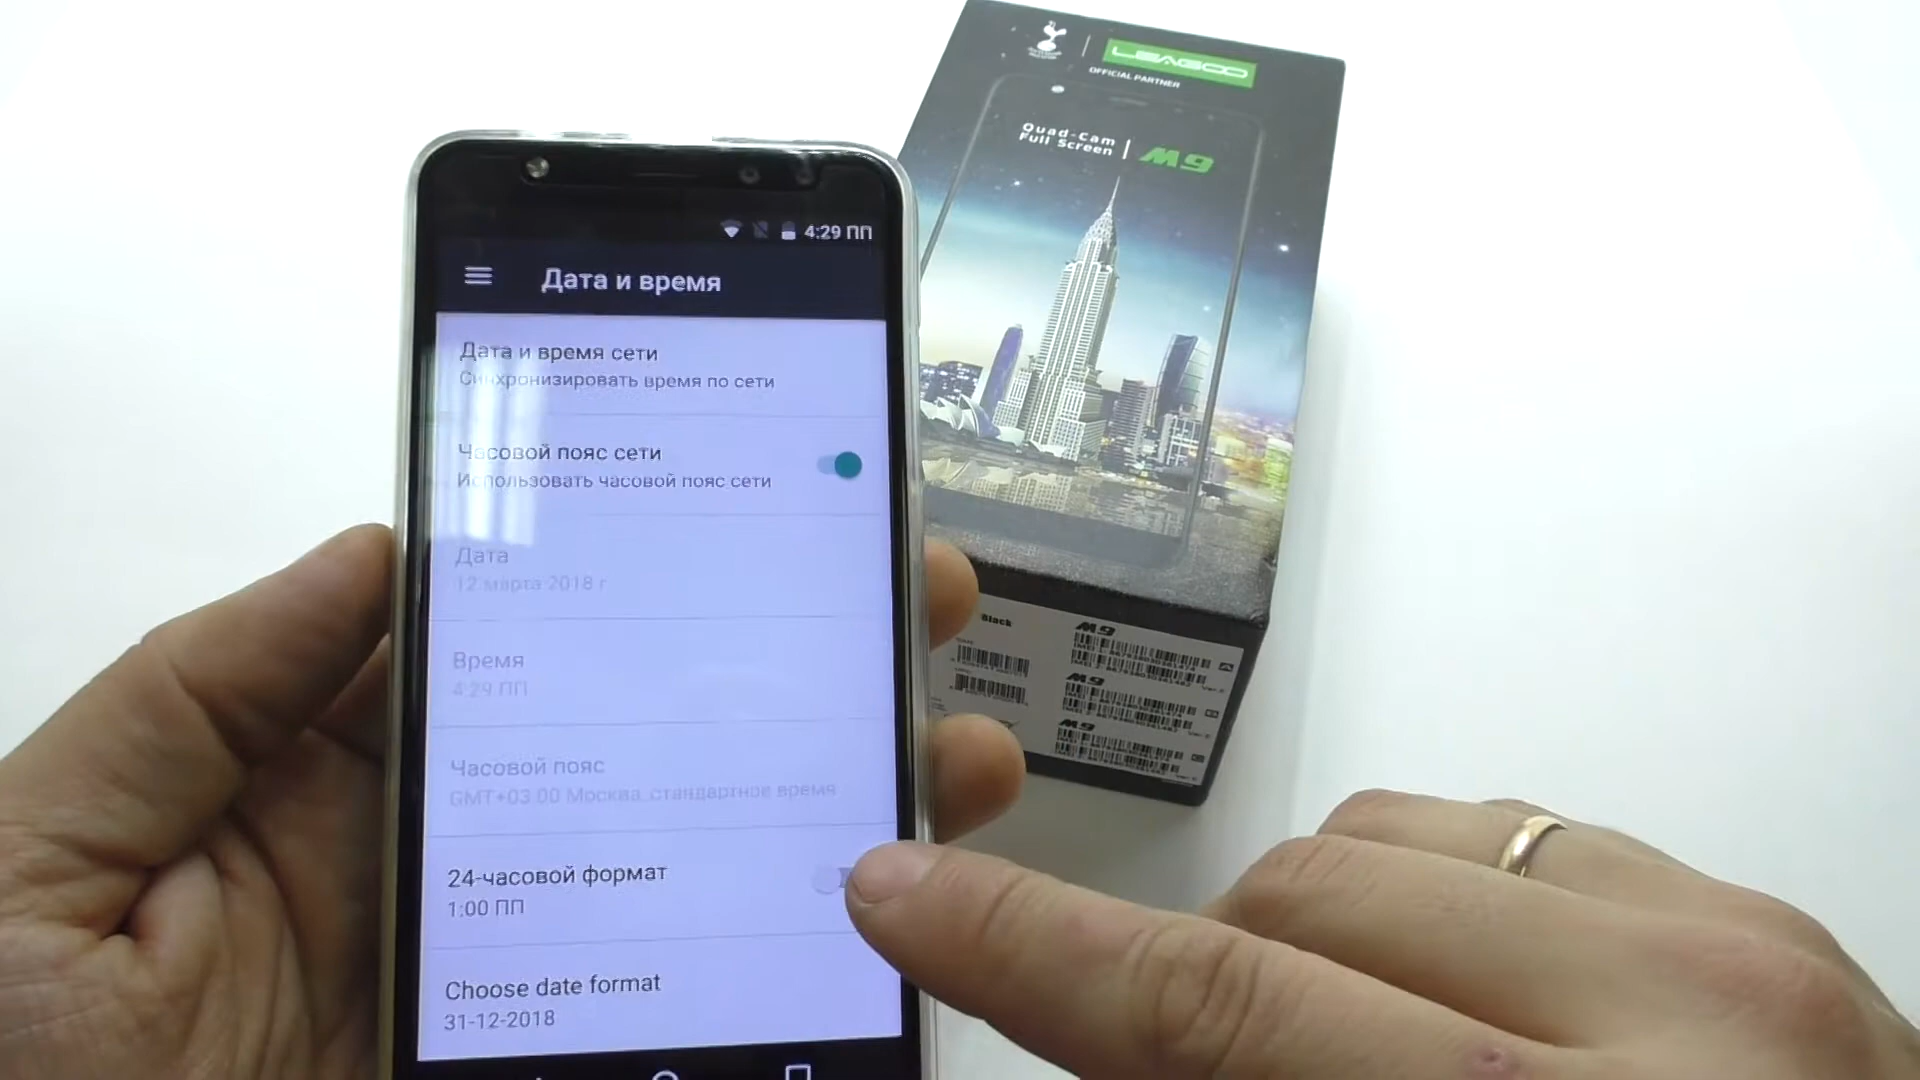 LEAGOO
OFFICIAL PARTNER
Quad-Cam
Full Screen
M9
4:29 ПП
Дата и время
Дата и время сети
Синхронизировать время по сети
Часовой пояс сети
Использовать часовой пояс сети
Дата
12 марта 2018 г
Время
4:29 ПП
Часовой пояс
GMT+03:00 Москва, стандартное время
24-часовой формат
1:00 ПП
Choose date format
31-12-2018
Black
M9
M9
M9